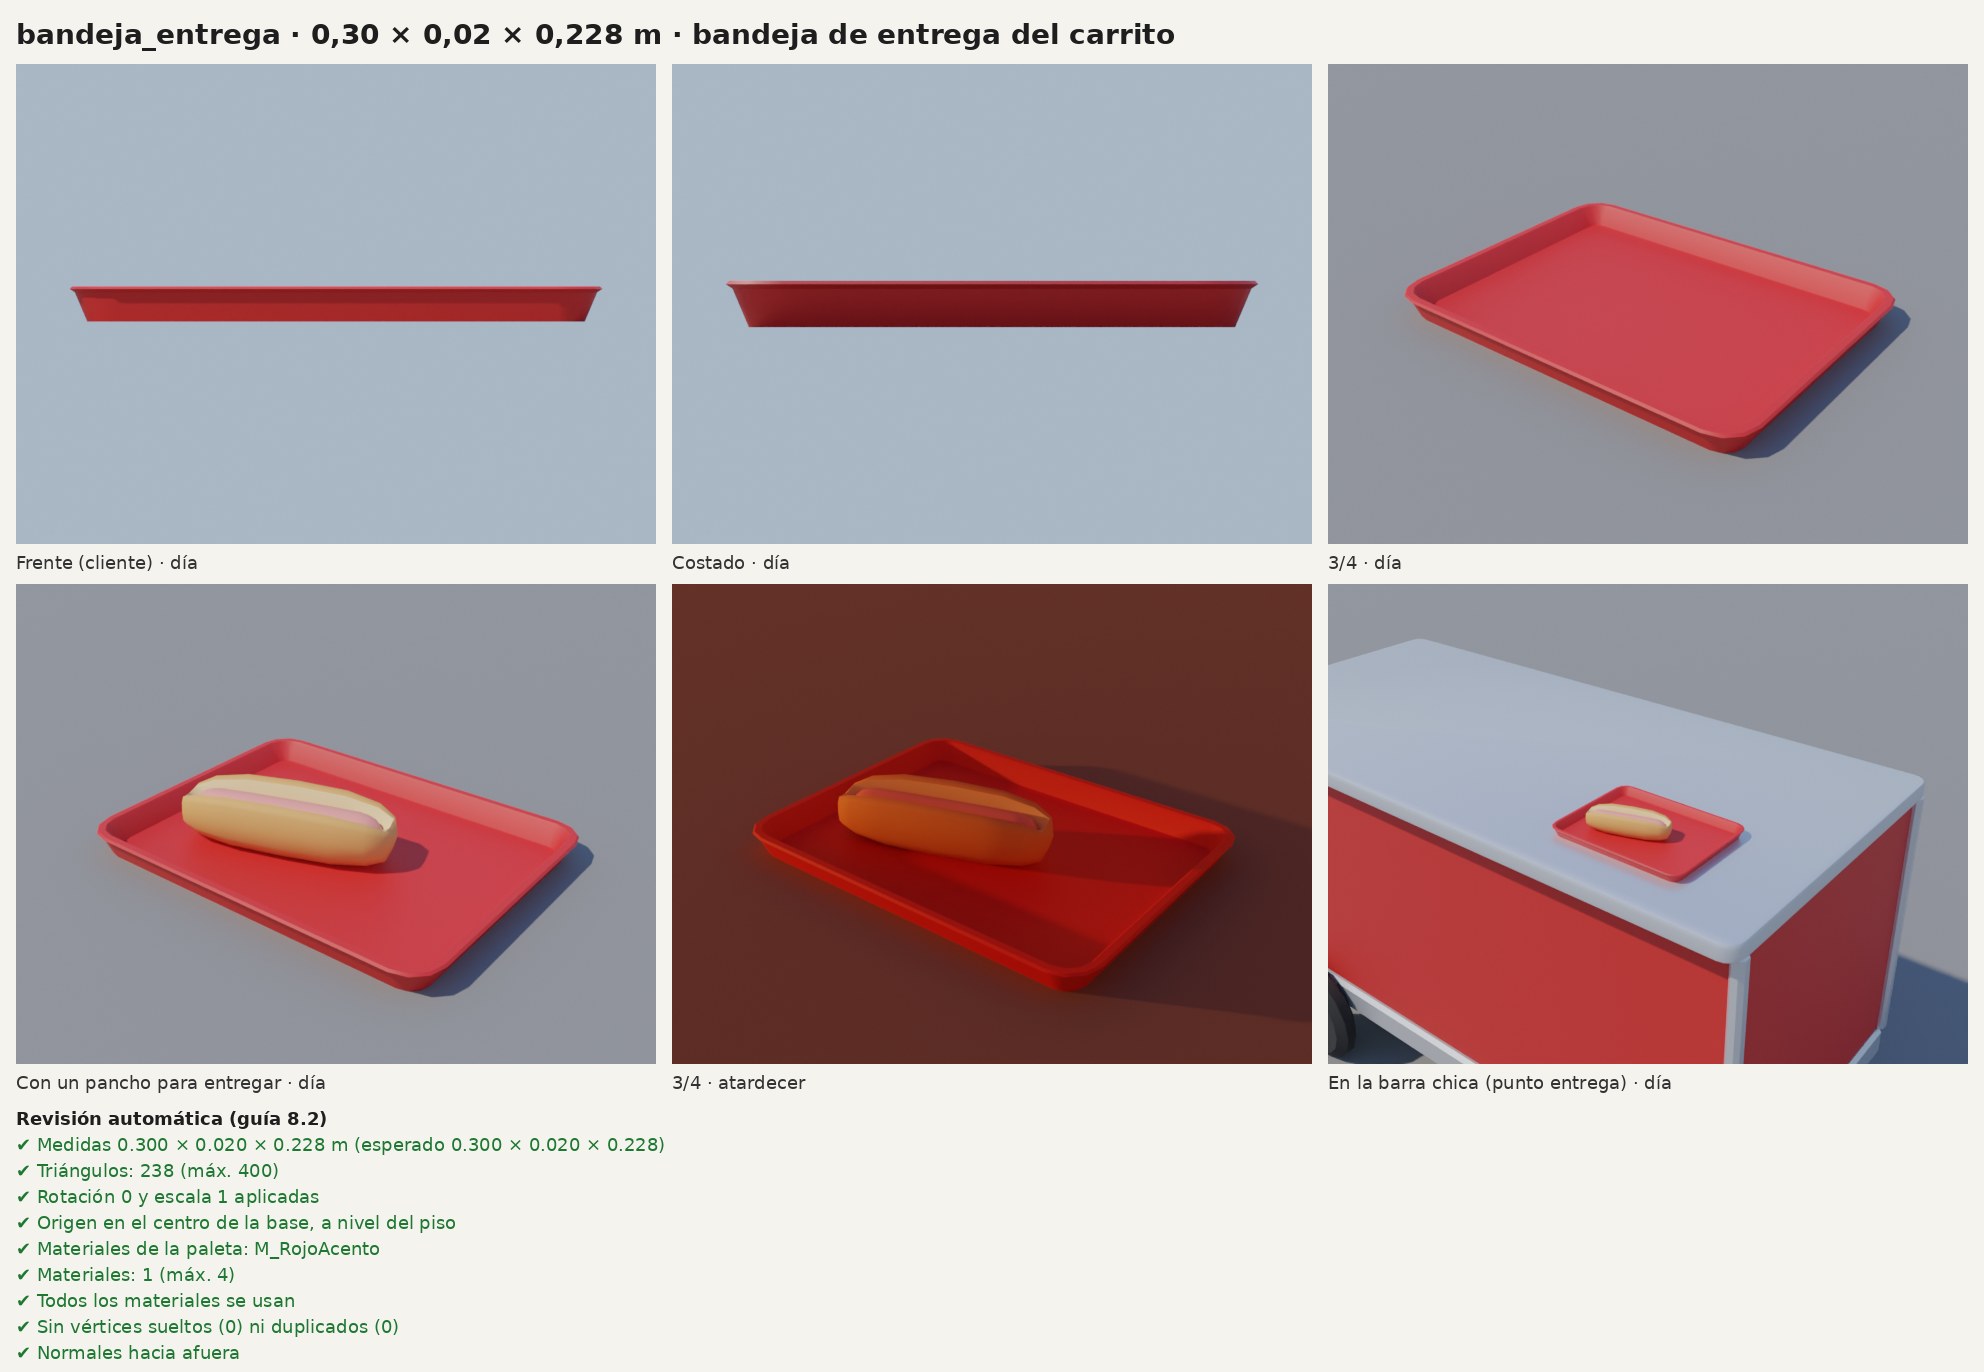 bandeja_entrega · 0,30 × 0,02 × 0,228 m · bandeja de entrega del carrito
Frente (cliente) · día
Costado · día
3/4 · día
Con un pancho para entregar · día
3/4 · atardecer
En la barra chica (punto entrega) · día
Revisión automática (guía 8.2)
✔ Medidas 0.300 × 0.020 × 0.228 m (esperado 0.300 × 0.020 × 0.228)
✔ Triángulos: 238 (máx. 400)
✔ Rotación 0 y escala 1 aplicadas
✔ Origen en el centro de la base, a nivel del piso
✔ Materiales de la paleta: M_RojoAcento
✔ Materiales: 1 (máx. 4)
✔ Todos los materiales se usan
✔ Sin vértices sueltos (0) ni duplicados (0)
✔ Normales hacia afuera